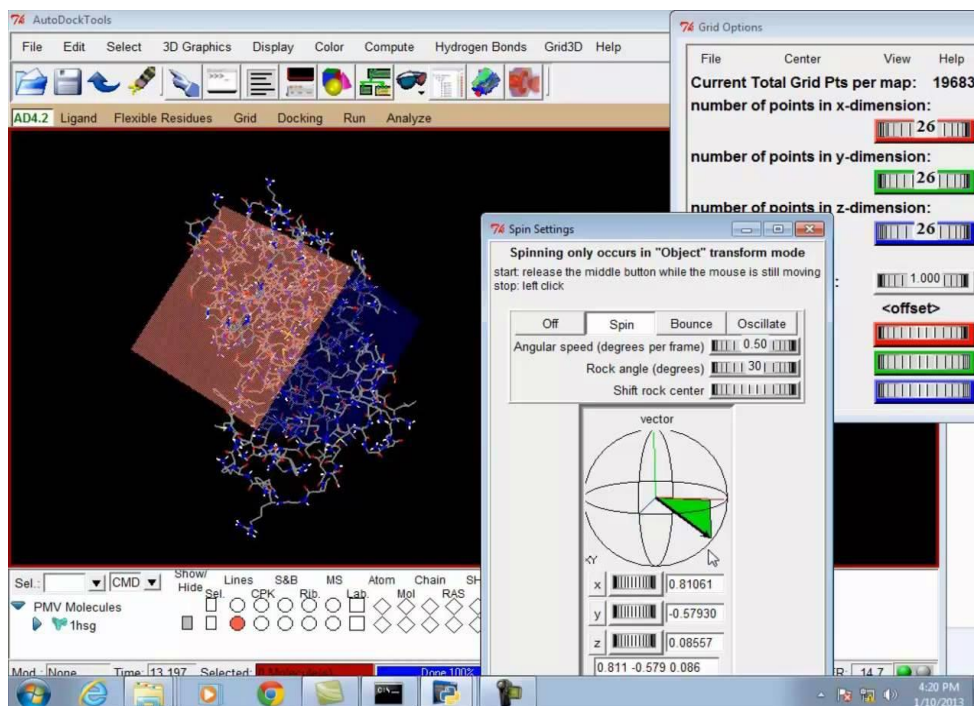 AutoDockTools
File Edit Select 3D Graphics Display Color Compute Hydrogen Bonds Grid3D Help
AD4.2 Ligand Flexible Residues Grid Docking Run Analyze
Grid Options
File Center View Help
Current Total Grid Pts per map: 19683
number of points in x-dimension:
26
number of points in y-dimension:
26
number of points in z-dimension:
26
1.000
<offset>
Spin Settings
Spinning only occurs in "Object" transform mode
start: release the middle button while the mouse is still moving
stop: left click
Off Spin Bounce Oscillate
Angular speed (degrees per frame) 0.50
Rock angle (degrees) 30
Shift rock center
vector
XY
x 0.81061
y -0.57930
z 0.08557
0.811 -0.579 0.086
Sel.: CMD Show/ Hide Sel. Lines CPK S&B Rib. MS Lab. Atom Mol Chain RAS SH
PMV Molecules
1hsg
Mod.: None Time: 13.197 Selected: Done 100% R: 14.7
4:20 PM
1/10/2013